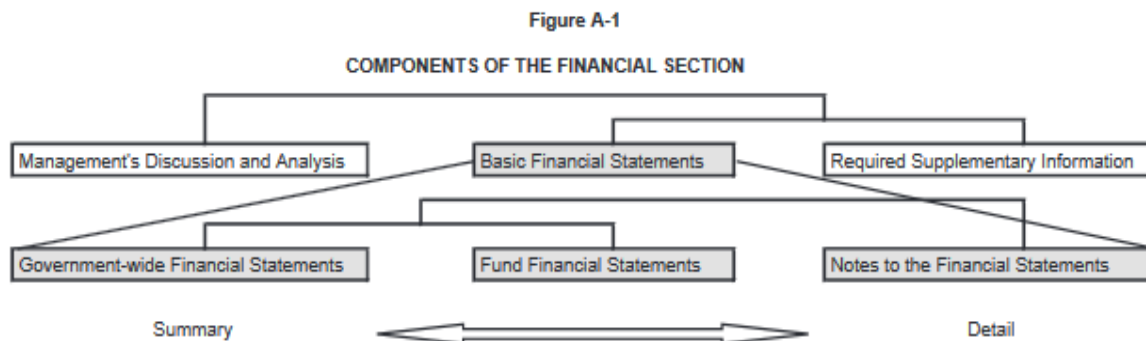 Figure A-1
COMPONENTS OF THE FINANCIAL SECTION
Management's Discussion and Analysis
Basic Financial Statements
Required Supplementary Information
Government-wide Financial Statements
Fund Financial Statements
Notes to the Financial Statements
Summary
Detail